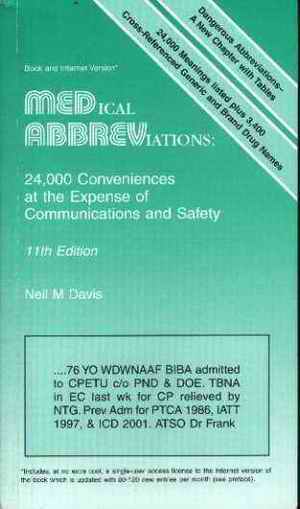 Dangerous Abbreviations–
A New Chapter with Tables
24,000 Meanings listed plus 3,400
Cross-Referenced Generic and Brand Drug Names
Book and Internet Version*
MEDICAL
ABBREVIATIONS:
24,000 Conveniences
at the Expense of
Communications and Safety
11th Edition
Neil M Davis
....76 YO WDWNAAF BIBA admitted
to CPETU c/o PND & DOE. TBNA
in EC last wk for CP relieved by
NTG. Prev Adm for PTCA 1986, IATT
1997, & ICD 2001. ATSO Dr Frank
*Includes, at no extra cost, a single-user access license to the Internet version of
the book which is updated with 80-120 new entries per month (see preface).